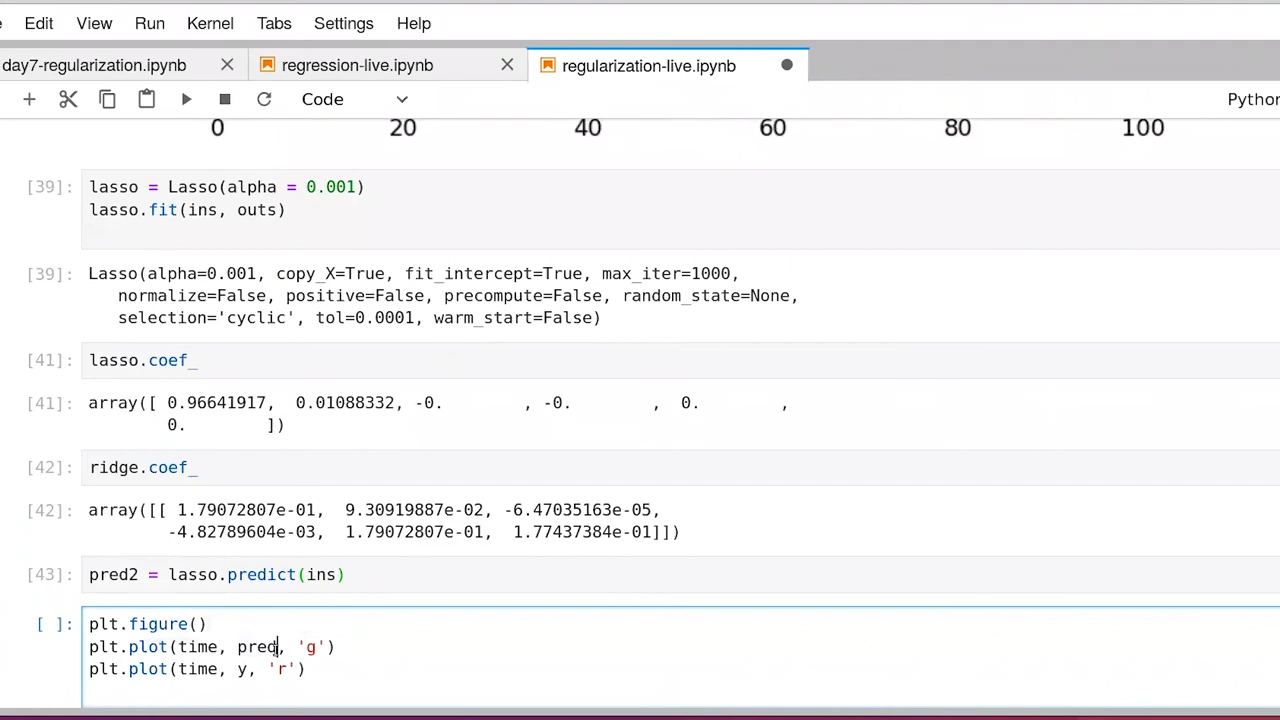 Edit View Run Kernel Tabs Settings Help
day7-regularization.ipynb regression-live.ipynb regularization-live.ipynb
Code Python
0 20 40 60 80 100
[39]: lasso = Lasso(alpha = 0.001)
lasso.fit(ins, outs)
[39]: Lasso(alpha=0.001, copy_X=True, fit_intercept=True, max_iter=1000,
normalize=False, positive=False, precompute=False, random_state=None,
selection='cyclic', tol=0.0001, warm_start=False)
[41]: lasso.coef_
[41]: array([ 0.96641917,  0.01088332, -0.        , -0.        ,  0.        ,
0.        ])
[42]: ridge.coef_
[42]: array([[ 1.79072807e-01,  9.30919887e-02, -6.47035163e-05,
-4.82789604e-03,  1.79072807e-01,  1.77437384e-01]])
[43]: pred2 = lasso.predict(ins)
[ ]: plt.figure()
plt.plot(time, pred, 'g')
plt.plot(time, y, 'r')